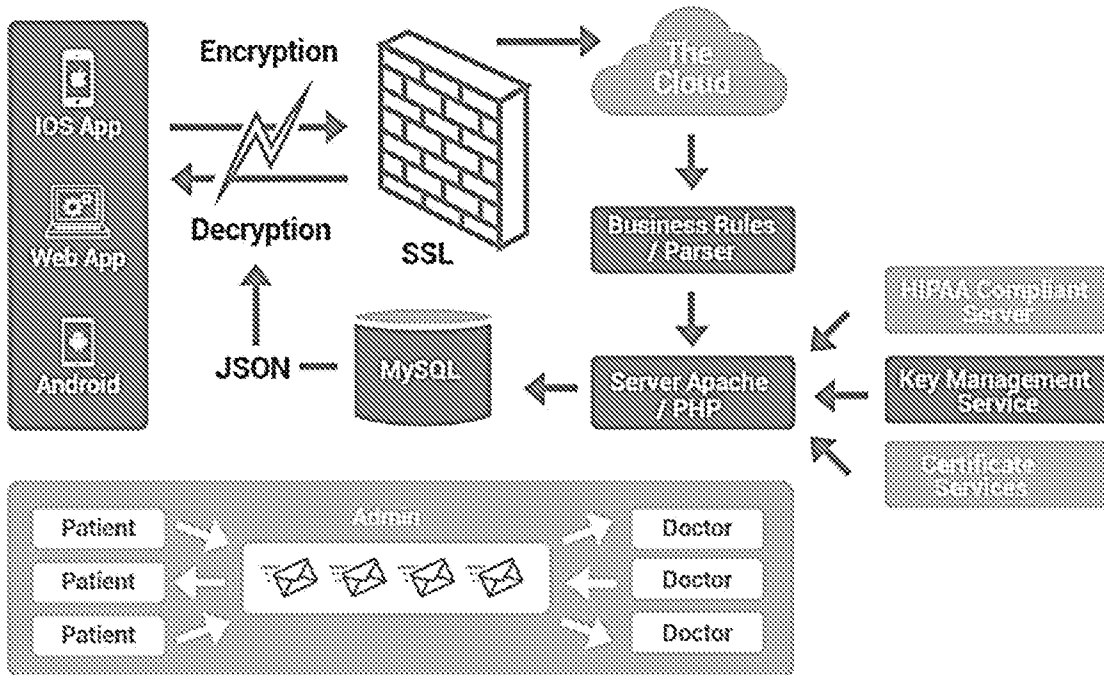 IOS App
Web App
Android
Encryption
Decryption
SSL
The
Cloud
Business Rules
/ Parser
Server Apache
/ PHP
MySQL
JSON
HIPAA Compliant
Server
Key Management
Service
Certificate
Services
Admin
Patient
Patient
Patient
Doctor
Doctor
Doctor